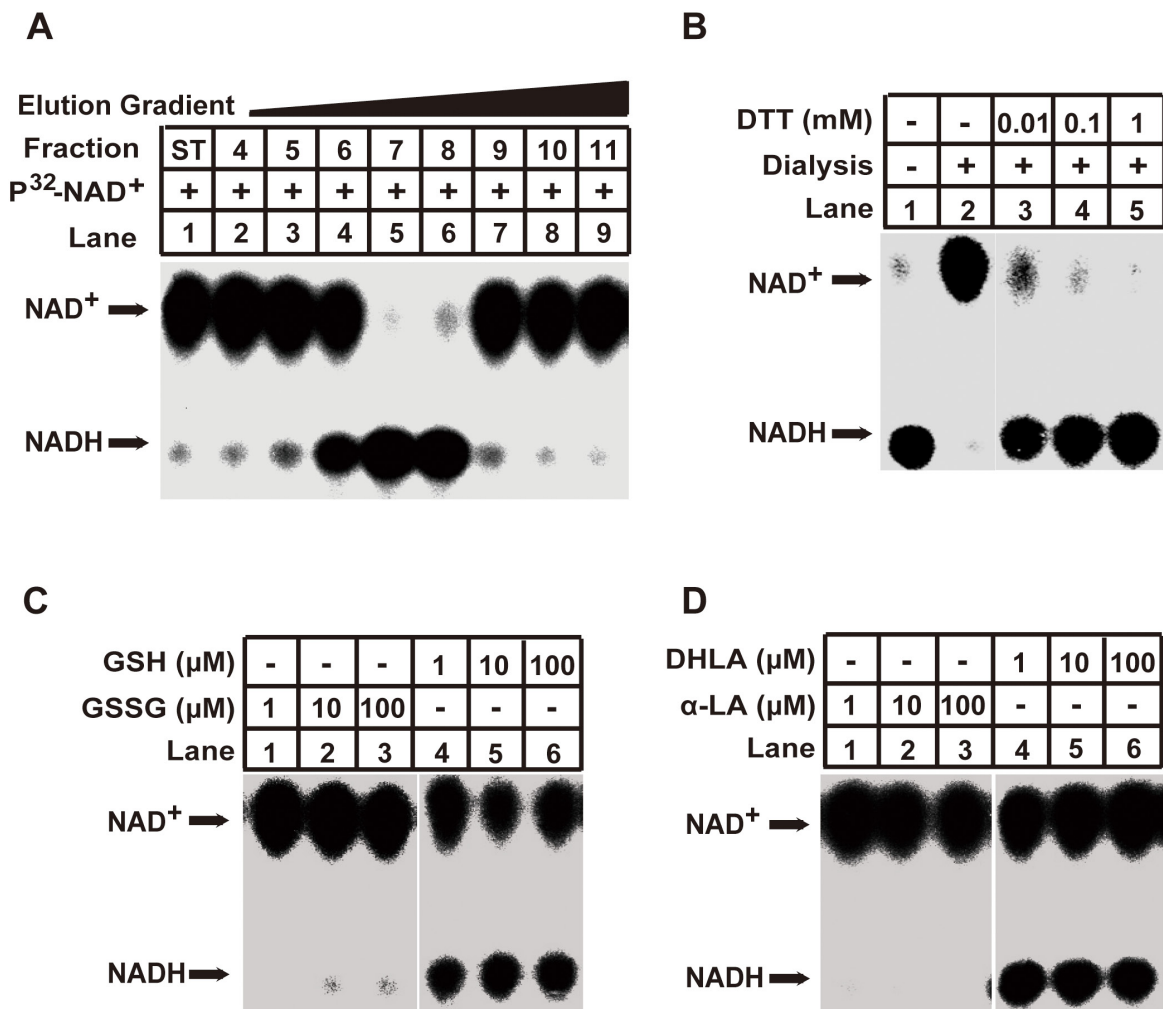 A
Elution Gradient
Fraction ST 4 5 6 7 8 9 10 11
P³²-NAD⁺ + + + + + + + + +
Lane 1 2 3 4 5 6 7 8 9
NAD⁺
NADH
B
DTT (mM) - - 0.01 0.1 1
Dialysis - + + + +
Lane 1 2 3 4 5
NAD⁺
NADH
C
GSH (μM) - - - 1 10 100
GSSG (μM) 1 10 100 - - -
Lane 1 2 3 4 5 6
NAD⁺
NADH
D
DHLA (μM) - - - 1 10 100
α-LA (μM) 1 10 100 - - -
Lane 1 2 3 4 5 6
NAD⁺
NADH